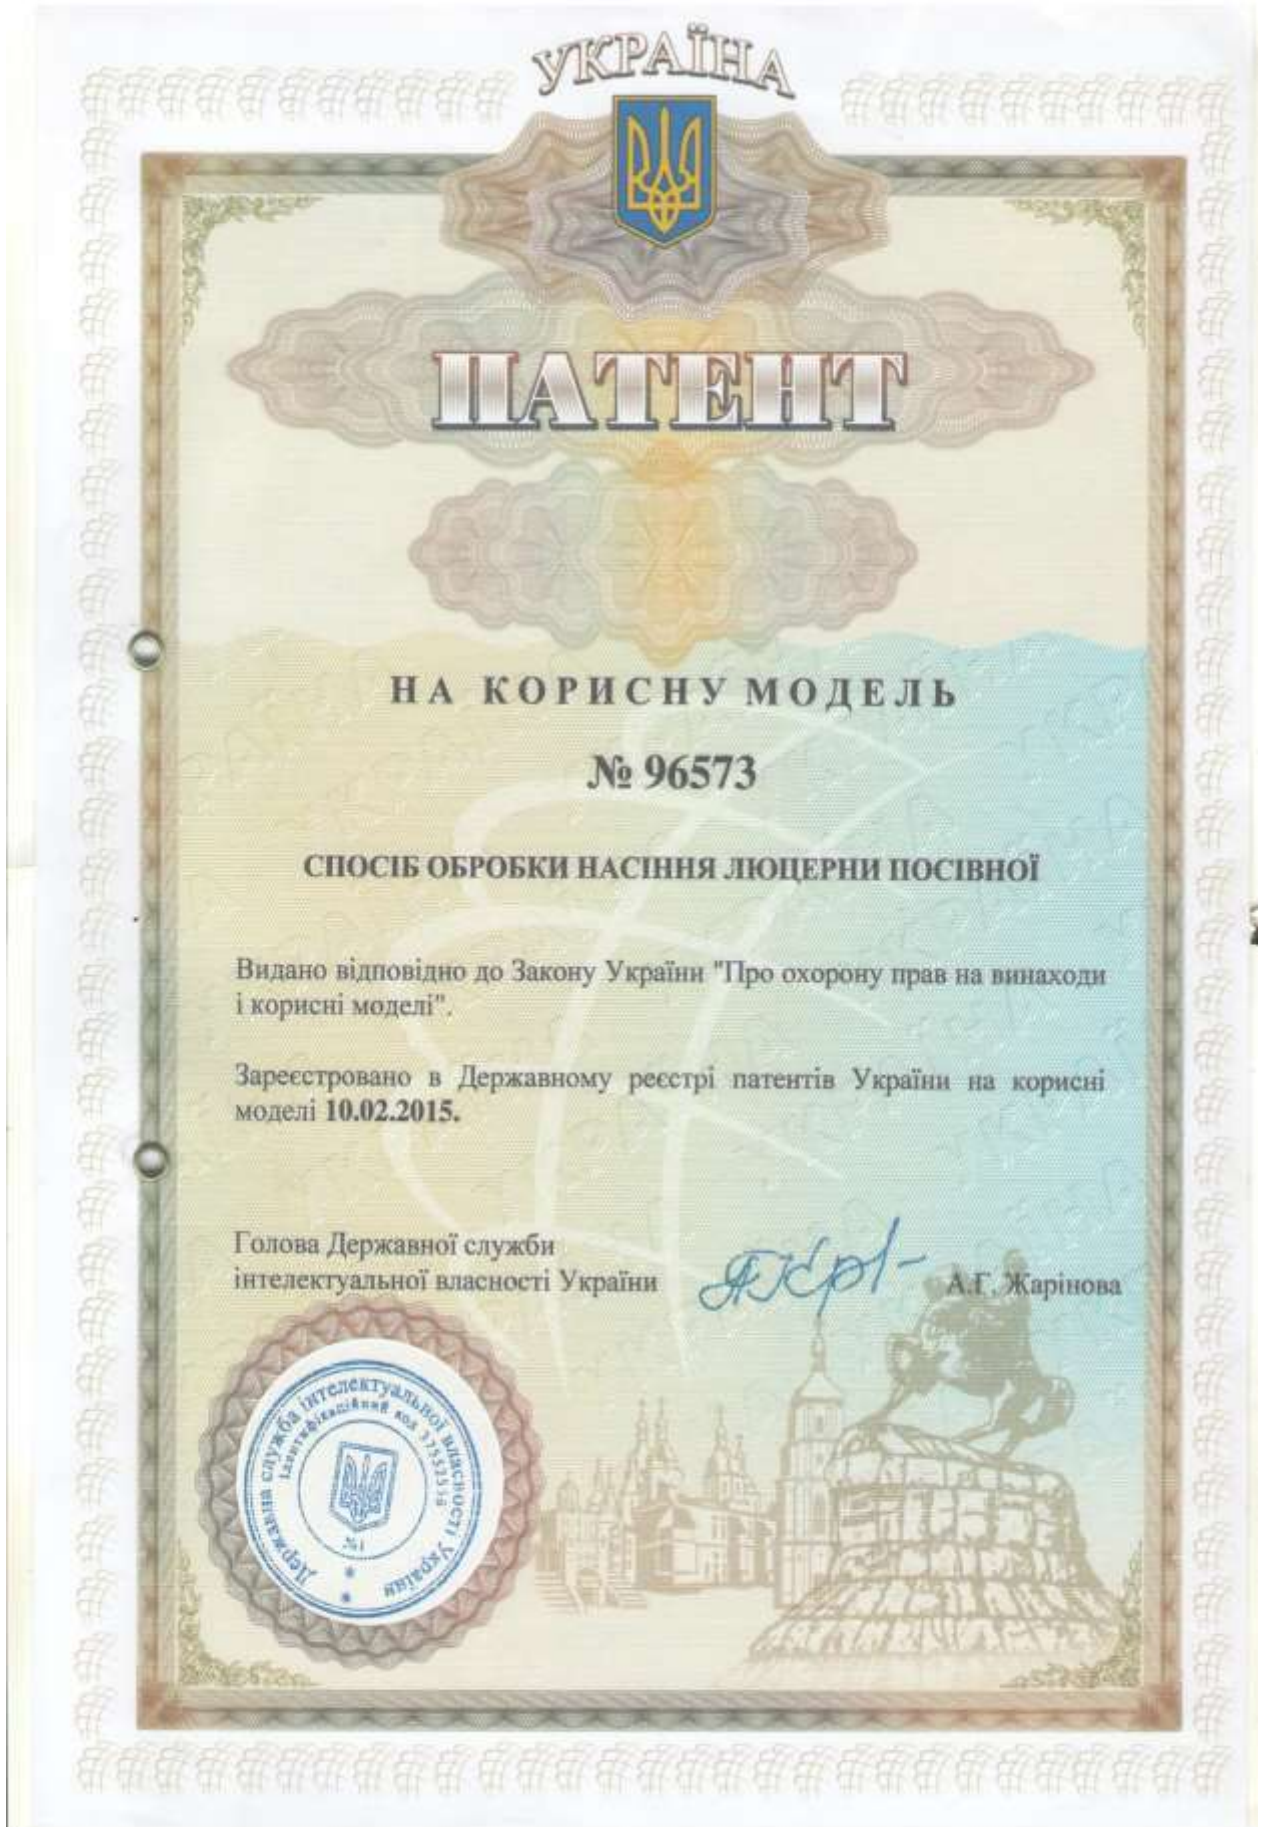 УКРАЇНА
ПАТЕНТ
НА КОРИСНУ МОДЕЛЬ
№ 96573
СПОСІБ ОБРОБКИ НАСІННЯ ЛЮЦЕРНИ ПОСІВНОЇ
Видано відповідно до Закону України "Про охорону прав на винаходи
і корисні моделі".
Зареєстровано в Державному реєстрі патентів України на корисні
моделі 10.02.2015.
Голова Державної служби
інтелектуальної власності України
А.Г. Жарінова
Державна служба інтелектуальної власності України
ідентифікаційний код
№1